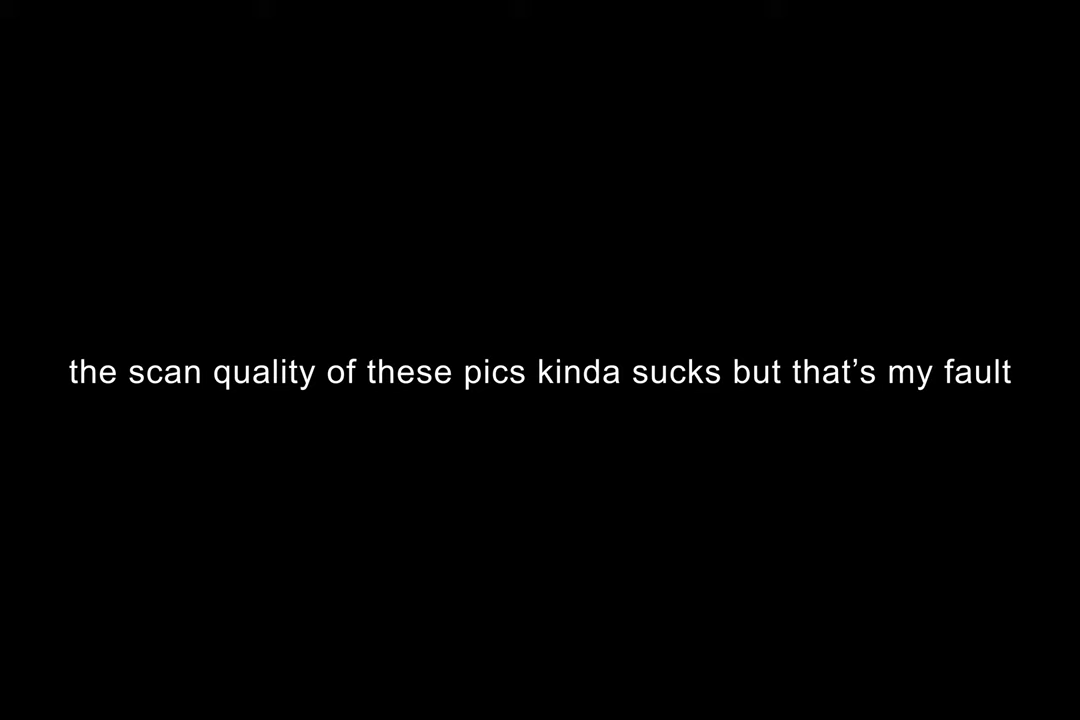 the scan quality of these pics kinda sucks but that’s my fault